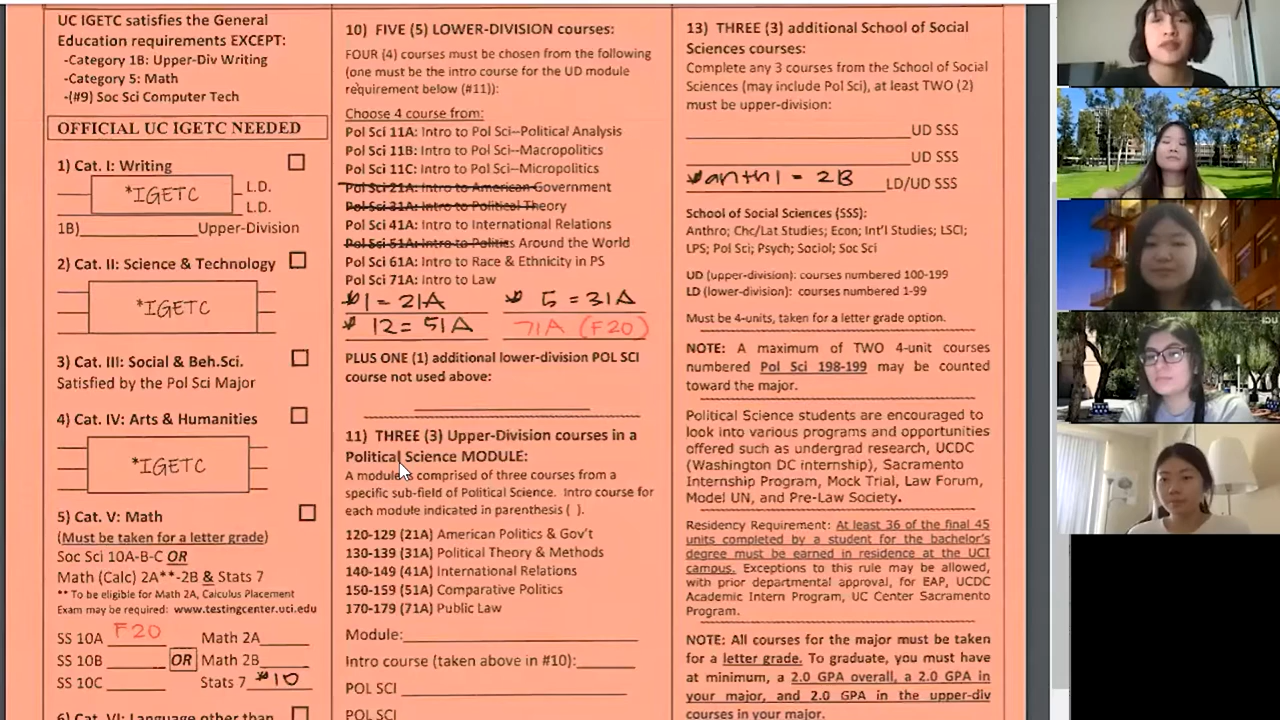 UC IGETC satisfies the General
Education requirements EXCEPT:
-Category 1B: Upper-Div Writing
-Category 5: Math
-(#9) Soc Sci Computer Tech
OFFICIAL UC IGETC NEEDED
1) Cat. I: Writing
*IGETC
L.D.
L.D.
1B)____________Upper-Division
2) Cat. II: Science & Technology
*IGETC
3) Cat. III: Social & Beh.Sci.
Satisfied by the Pol Sci Major
4) Cat. IV: Arts & Humanities
*IGETC
5) Cat. V: Math
(Must be taken for a letter grade)
Soc Sci 10A-B-C OR
Math (Calc) 2A**-2B & Stats 7
** To be eligible for Math 2A, Calculus Placement
Exam may be required: www.testingcenter.uci.edu
SS 10A F20 Math 2A_____
SS 10B ______ OR Math 2B_____
SS 10C ______ Stats 7 *10
6) Cat. VI: Language other than
10) FIVE (5) LOWER-DIVISION courses:
FOUR (4) courses must be chosen from the following
(one must be the intro course for the UD module
requirement below (#11)):
Choose 4 course from:
Pol Sci 11A: Intro to Pol Sci--Political Analysis
Pol Sci 11B: Intro to Pol Sci--Macropolitics
Pol Sci 11C: Intro to Pol Sci--Micropolitics
Pol Sci 21A: Intro to American Government
Pol Sci 31A: Intro to Political Theory
Pol Sci 41A: Intro to International Relations
Pol Sci 51A: Intro to Politics Around the World
Pol Sci 61A: Intro to Race & Ethnicity in PS
Pol Sci 71A: Intro to Law
*1 = 21A * 5 = 31A
* 12 = 51A 71A (F20)
PLUS ONE (1) additional lower-division POL SCI
course not used above:
11) THREE (3) Upper-Division courses in a
Political Science MODULE:
A module is comprised of three courses from a
specific sub-field of Political Science. Intro course for
each module indicated in parenthesis ( ).
120-129 (21A) American Politics & Gov't
130-139 (31A) Political Theory & Methods
140-149 (41A) International Relations
150-159 (51A) Comparative Politics
170-179 (71A) Public Law
Module:______________________
Intro course (taken above in #10):______
POL SCI ______________________
POL SCI
13) THREE (3) additional School of Social
Sciences courses:
Complete any 3 courses from the School of Social
Sciences (may include Pol Sci), at least TWO (2)
must be upper-division:
______________________UD SSS
______________________UD SSS
*anth 1 = 2B LD/UD SSS
School of Social Sciences (SSS):
Anthro; Chc/Lat Studies; Econ; Int'l Studies; LSCI;
LPS; Pol Sci; Psych; Sociol; Soc Sci
UD (upper-division): courses numbered 100-199
LD (lower-division): courses numbered 1-99
Must be 4-units, taken for a letter grade option.
NOTE: A maximum of TWO 4-unit courses
numbered Pol Sci 198-199 may be counted
toward the major.
Political Science students are encouraged to
look into various programs and opportunities
offered such as undergrad research, UCDC
(Washington DC internship), Sacramento
Internship Program, Mock Trial, Law Forum,
Model UN, and Pre-Law Society.
Residency Requirement: At least 36 of the final 45
units completed by a student for the bachelor's
degree must be earned in residence at the UCI
campus. Exceptions to this rule may be allowed,
with prior departmental approval, for EAP, UCDC
Academic Intern Program, UC Center Sacramento
Program.
NOTE: All courses for the major must be taken
for a letter grade. To graduate, you must have
at minimum, a 2.0 GPA overall, a 2.0 GPA in
your major, and 2.0 GPA in the upper-div
courses in your major.